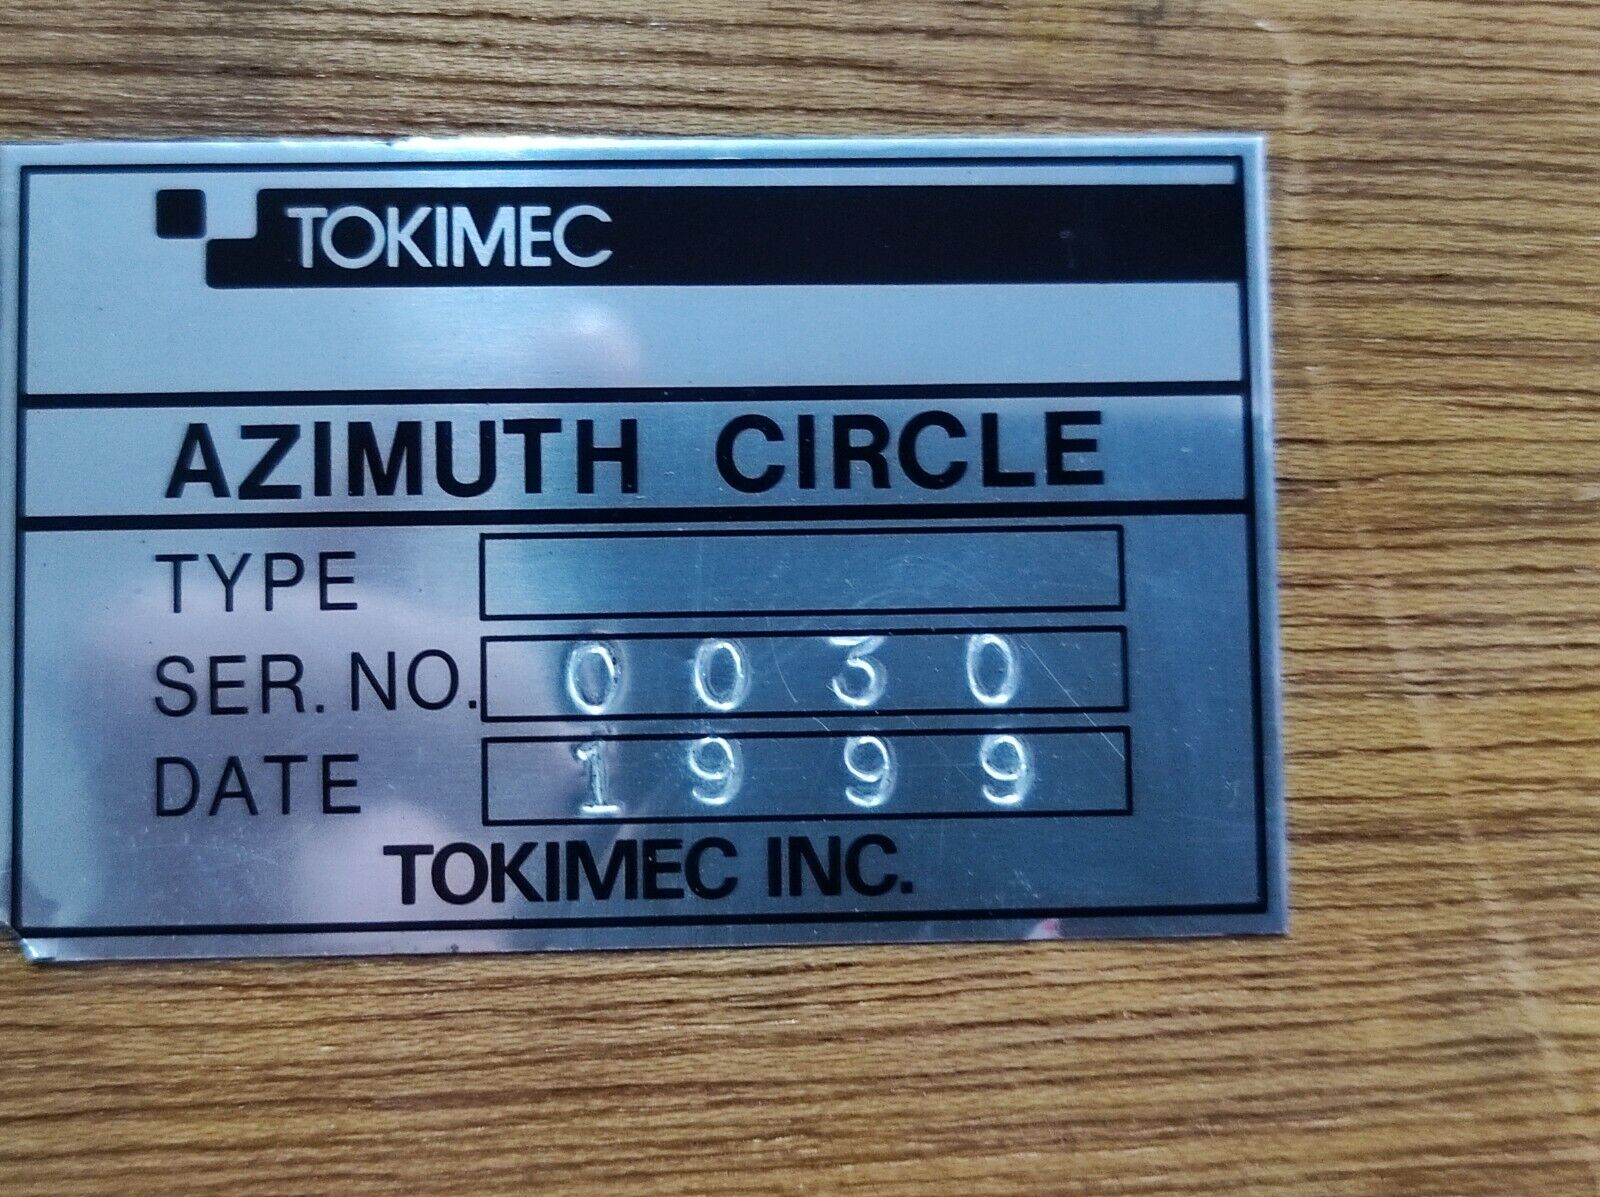 TOKIMEC
AZIMUTH CIRCLE
TYPE
SER. NO. 0030
DATE 1999
TOKIMEC INC.